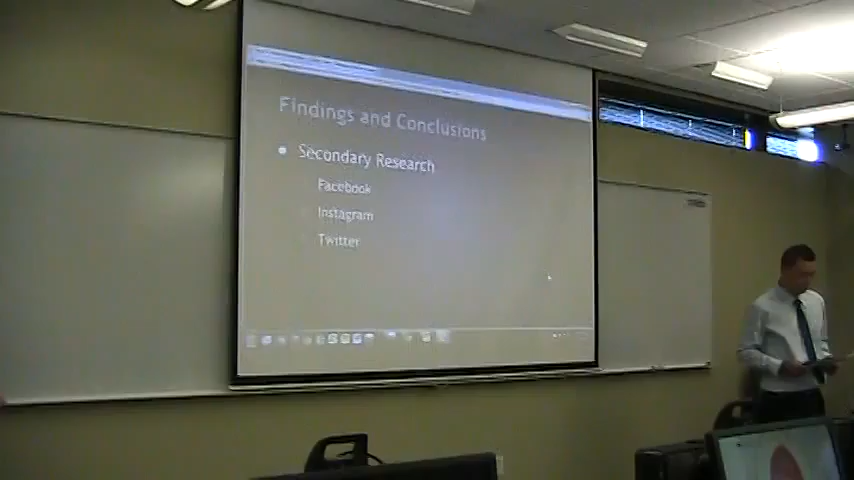 Findings and Conclusions
Secondary Research
Facebook
Instagram
Twitter